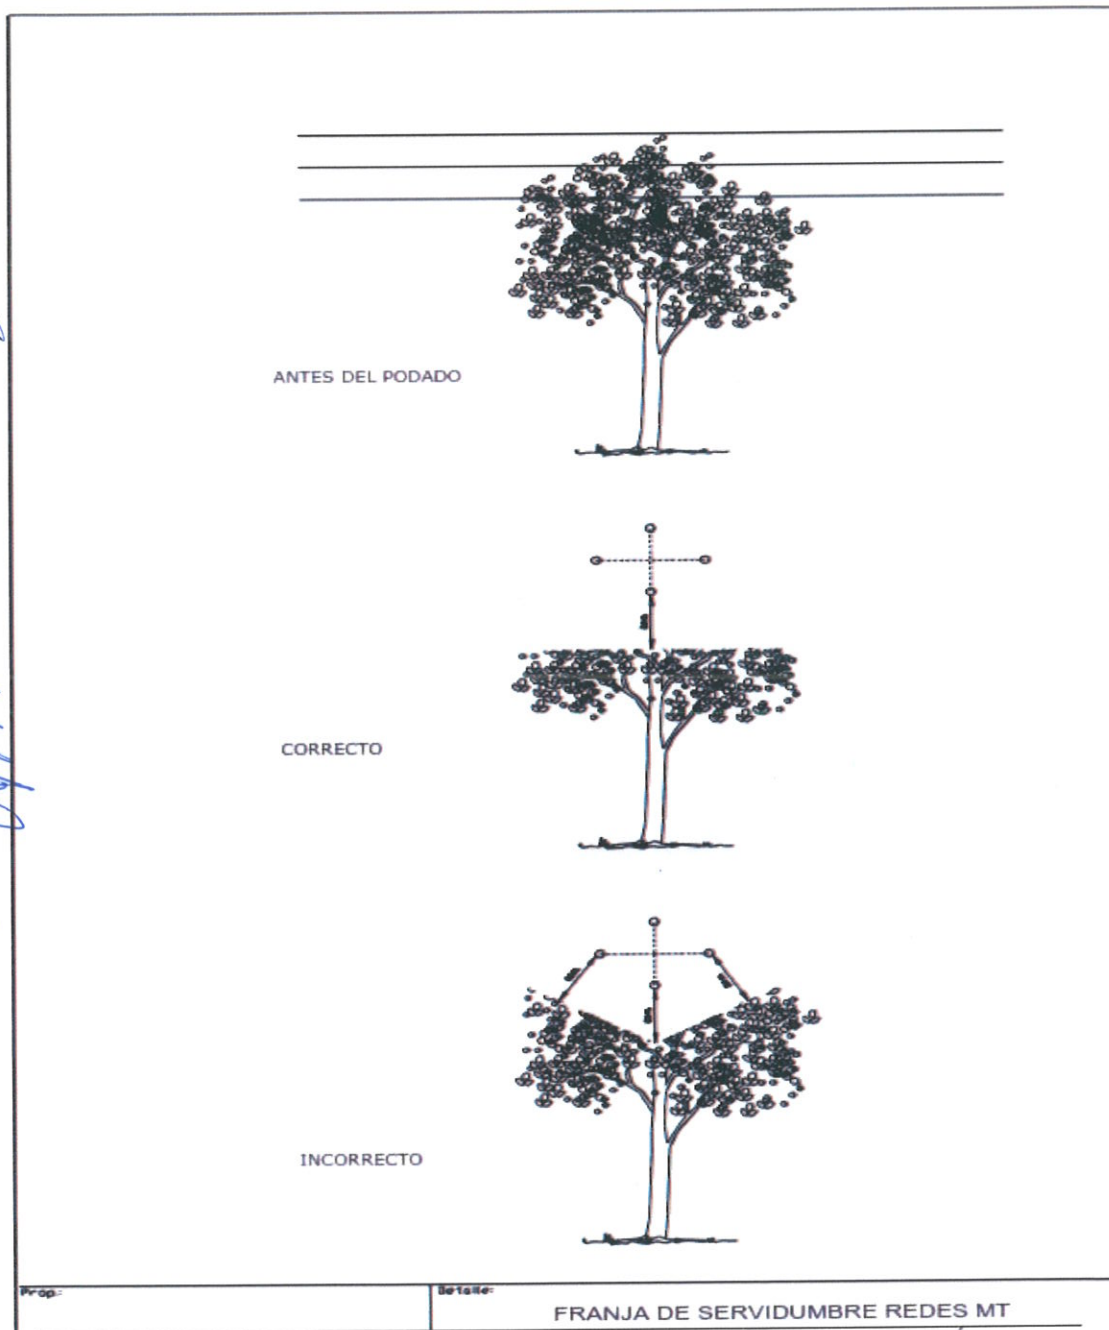 ANTES DEL PODADO
CORRECTO
INCORRECTO
Prop.:
Detalle:
FRANJA DE SERVIDUMBRE REDES MT